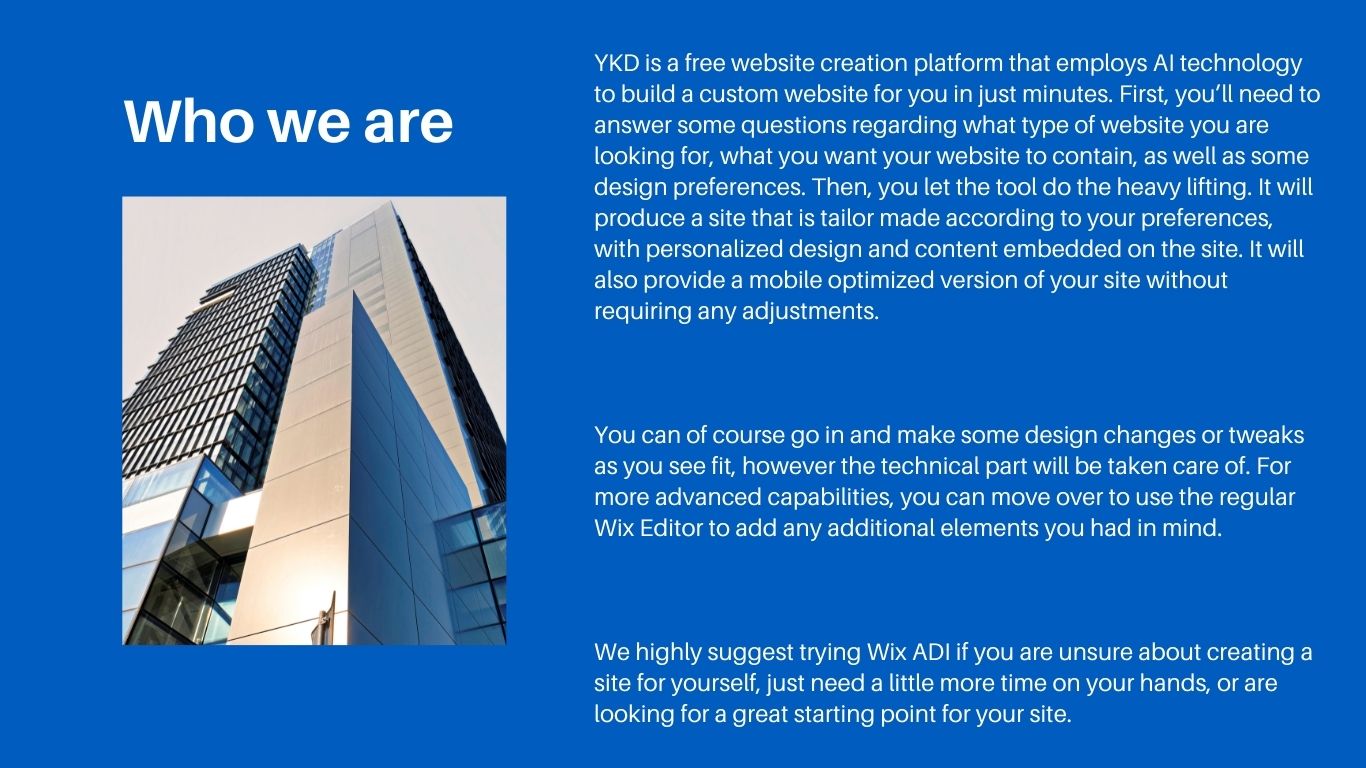 Who we are
YKD is a free website creation platform that employs AI technology
to build a custom website for you in just minutes. First, you’ll need to
answer some questions regarding what type of website you are
looking for, what you want your website to contain, as well as some
design preferences. Then, you let the tool do the heavy lifting. It will
produce a site that is tailor made according to your preferences,
with personalized design and content embedded on the site. It will
also provide a mobile optimized version of your site without
requiring any adjustments.
You can of course go in and make some design changes or tweaks
as you see fit, however the technical part will be taken care of. For
more advanced capabilities, you can move over to use the regular
Wix Editor to add any additional elements you had in mind.
We highly suggest trying Wix ADI if you are unsure about creating a
site for yourself, just need a little more time on your hands, or are
looking for a great starting point for your site.